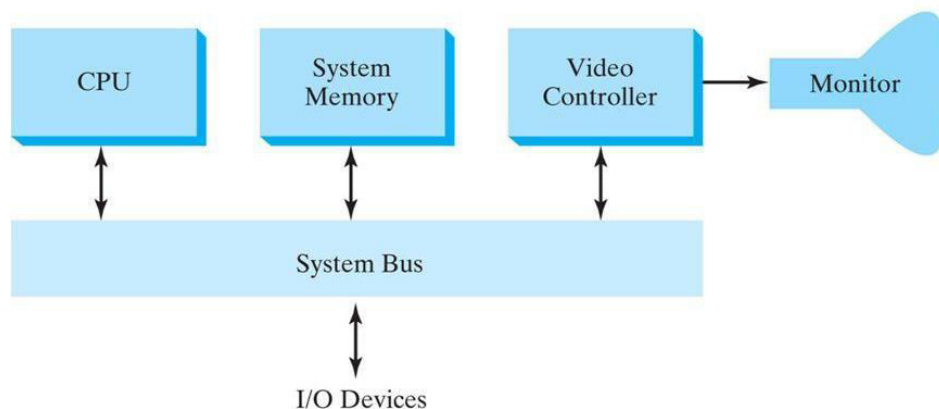 CPU
System
Memory
Video
Controller
Monitor
System Bus
I/O Devices